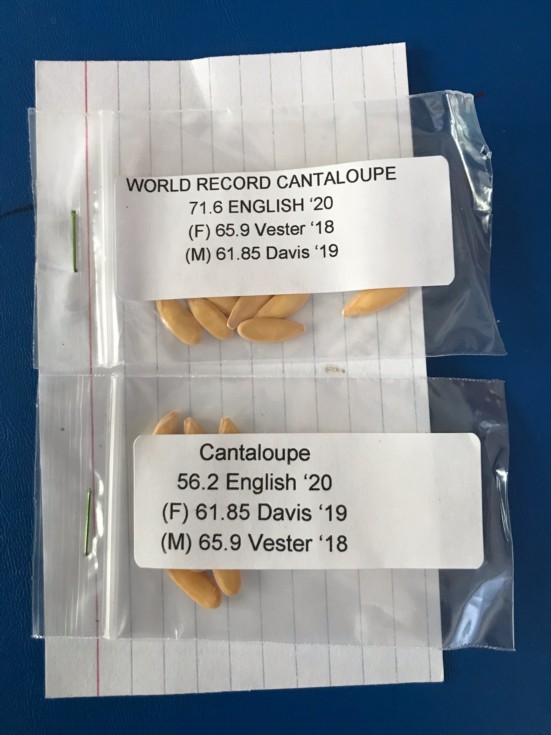 WORLD RECORD CANTALOUPE
71.6 ENGLISH ‘20
(F) 65.9 Vester ‘18
(M) 61.85 Davis ‘19
Cantaloupe
56.2 English ‘20
(F) 61.85 Davis ‘19
(M) 65.9 Vester ‘18